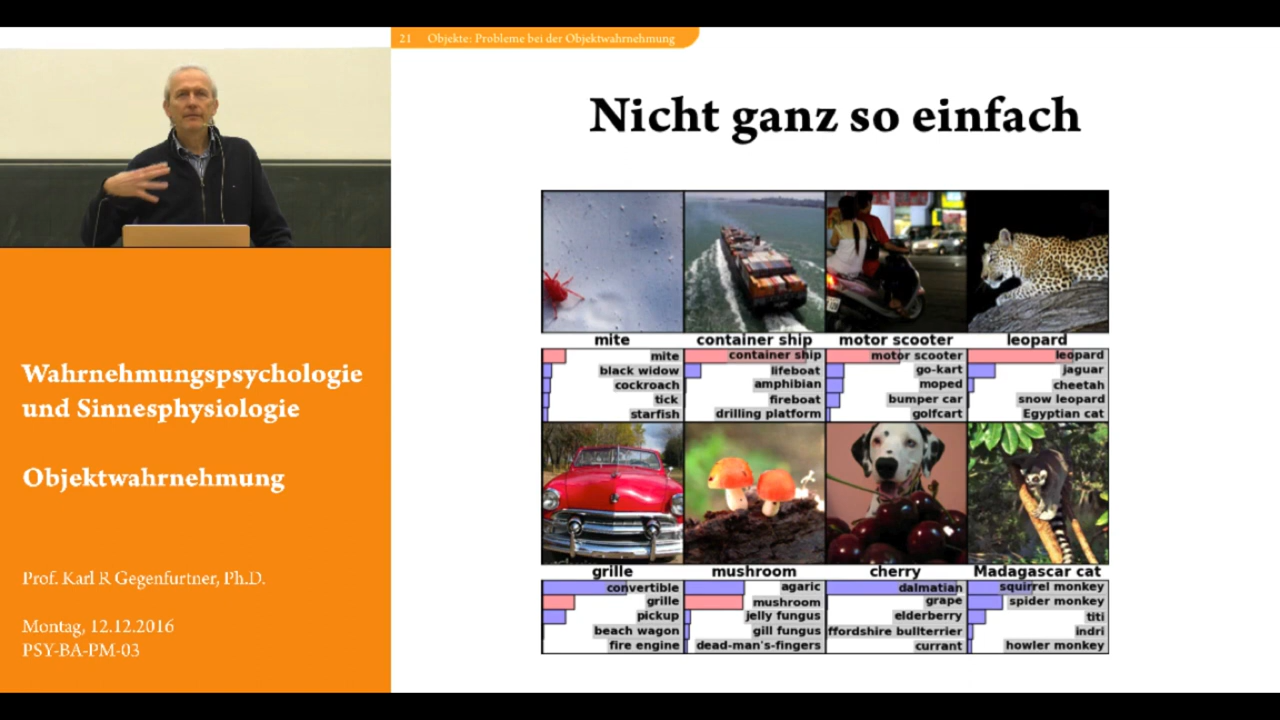 21 Objekte: Probleme bei der Objektwahrnehmung
Nicht ganz so einfach
Wahrnehmungspsychologie
und Sinnesphysiologie
Objektwahrnehmung
Prof. Karl R Gegenfurtner, Ph.D.
Montag, 12.12.2016
PSY-BA-PM-03
mite
container ship
motor scooter
leopard
mite
black widow
cockroach
tick
starfish
container ship
lifeboat
amphibian
fireboat
drilling platform
motor scooter
go-kart
moped
bumper car
golfcart
leopard
jaguar
cheetah
snow leopard
Egyptian cat
grille
mushroom
cherry
Madagascar cat
convertible
grille
pickup
beach wagon
fire engine
agaric
mushroom
jelly fungus
gill fungus
dead-man's-fingers
dalmatian
grape
elderberry
ffordshire bullterrier
currant
squirrel monkey
spider monkey
titi
indri
howler monkey